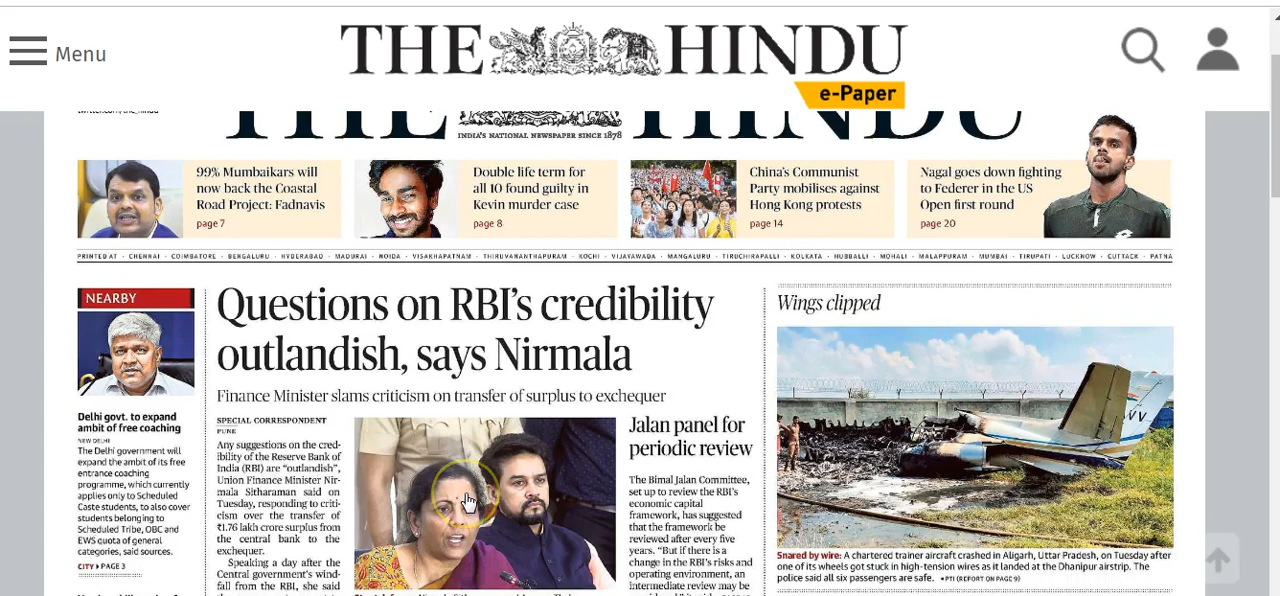 Menu
THE HINDU
e-Paper
THE HINDU
INDIA'S NATIONAL NEWSPAPER SINCE 1878
99% Mumbaikars will
now back the Coastal
Road Project: Fadnavis
page 7
Double life term for
all 10 found guilty in
Kevin murder case
page 8
China's Communist
Party mobilises against
Hong Kong protests
page 14
Nagal goes down fighting
to Federer in the US
Open first round
page 20
PRINTED AT · CHENNAI · COIMBATORE · BENGALURU · HYDERABAD · MADURAI · NOIDA · VISAKHAPATNAM · THIRUVANANTHAPURAM · KOCHI · VIJAYAWADA · MANGALURU · TIRUCHIRAPALLI · KOLKATA · HUBBALLI · MOHALI · MALAPPURAM · MUMBAI · TIRUPATI · LUCKNOW · CUTTACK · PATNA
NEARBY
Delhi govt. to expand
ambit of free coaching
NEW DELHI
The Delhi government will
expand the ambit of its free
entrance coaching
programme, which currently
applies only to Scheduled
Caste students, to also cover
students belonging to
Scheduled Tribe, OBC and
EWS quota of general
categories, said sources.
CITY ▸ PAGE 3
Questions on RBI's credibility
outlandish, says Nirmala
Finance Minister slams criticism on transfer of surplus to exchequer
SPECIAL CORRESPONDENT
PUNE
Any suggestions on the cred-
ibility of the Reserve Bank of
India (RBI) are “outlandish”,
Union Finance Minister Nir-
mala Sitharaman said on
Tuesday, responding to criti-
cism over the transfer of
₹1.76 lakh crore surplus from
the central bank to the
exchequer.
Speaking a day after the
Central government's wind-
fall from the RBI, she said
Jalan panel for
periodic review
The Bimal Jalan Committee,
set up to review the RBI's
economic capital
framework, has suggested
that the framework be
reviewed after every five
years. “But if there is a
change in the RBI's risks and
operating environment, an
intermediate review may be
Wings clipped
VV
Snared by wire: A chartered trainer aircraft crashed in Aligarh, Uttar Pradesh, on Tuesday after
one of its wheels got stuck in high-tension wires as it landed at the Dhanipur airstrip. The
police said all six passengers are safe. • PTI (REPORT ON PAGE 9)